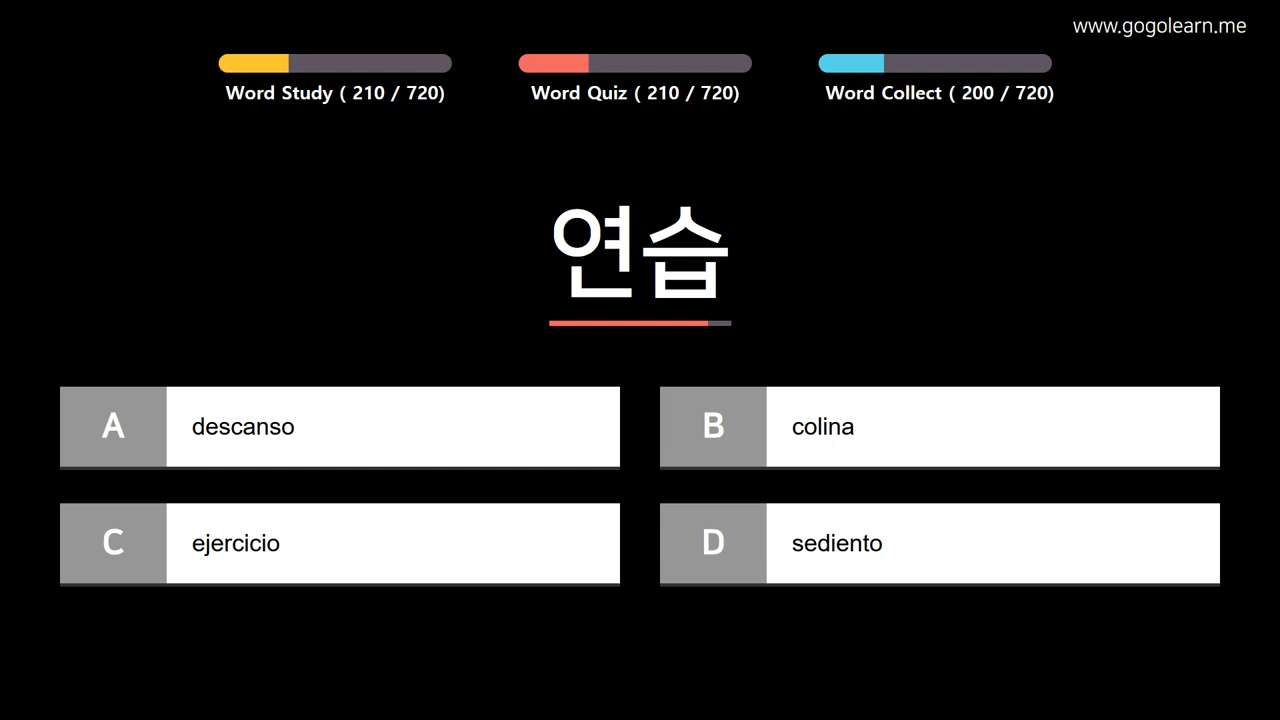 www.gogolearn.me
Word Study ( 210 / 720)
Word Quiz ( 210 / 720)
Word Collect ( 200 / 720)
연습
A descanso
B colina
C ejercicio
D sediento